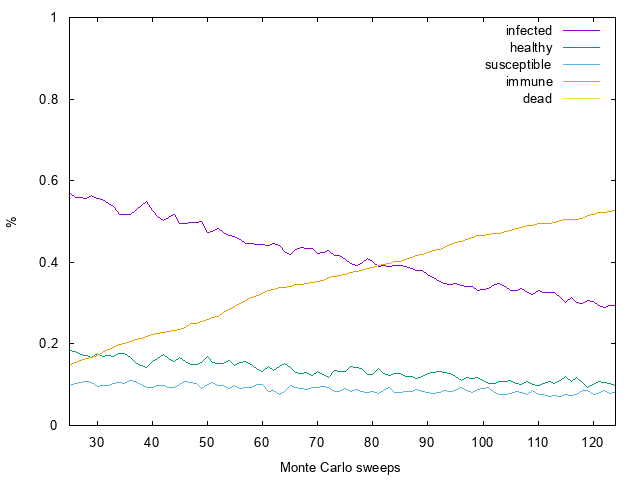 1
0.8
0.6
0.4
0.2
0
%
infected
healthy
susceptible
immune
dead
30 40 50 60 70 80 90 100 110 120
Monte Carlo sweeps